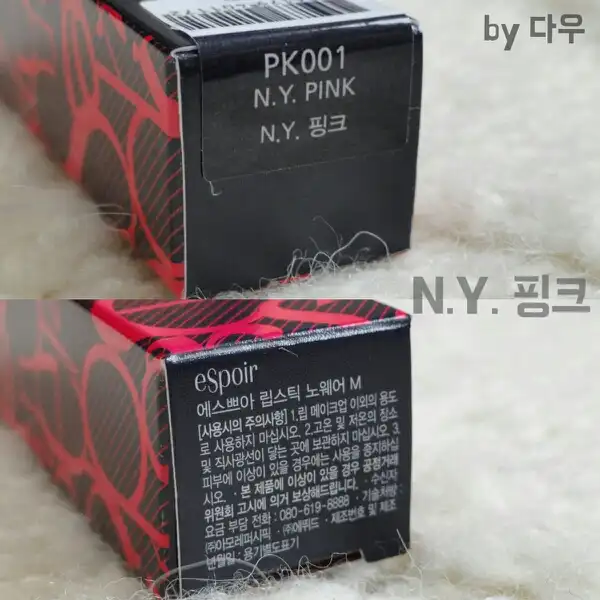 by 다우
PK001
N.Y. PINK
N.Y. 핑크
N.Y. 핑크
eSpoir
에스쁘아 립스틱 노웨어 M
[사용시의 주의사항] 1.립 메이크업 이외의 용도
로 사용하지 마십시오. 2.고온 및 저온의 장소
및 직사광선이 닿는 곳에 보관하지 마십시오. 3.
피부에 이상이 있을 경우에는 사용을 중지하십
시오. · 본 제품에 이상이 있을 경우 공정거래
위원회 고시에 의거 보상해드립니다. · 수신자
요금 부담 전화 : 080-619-8888 · 기술제휴 :
㈜아모레퍼시픽 · ㈜에뛰드 · 제조번호 및 제조
년월일 : 용기별도표기